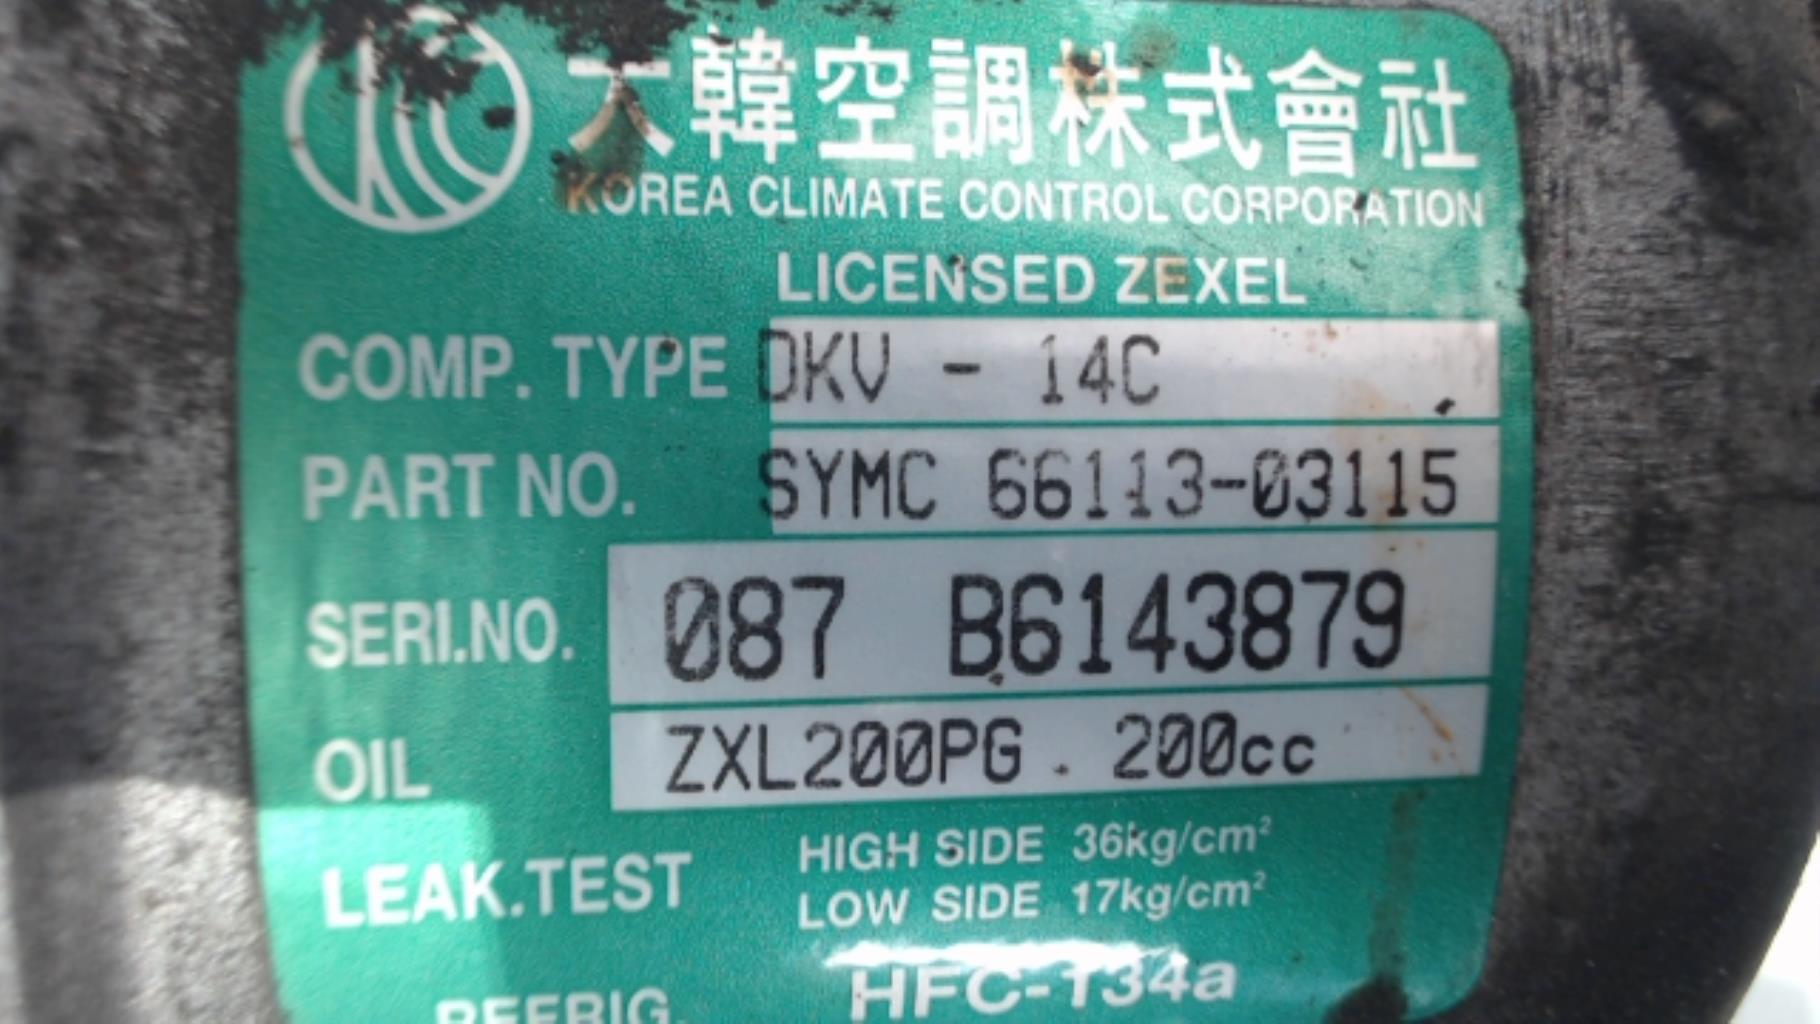 大韓空調株式會社
KOREA CLIMATE CONTROL CORPORATION
LICENSED ZEXEL
COMP. TYPE DKV - 14C
PART NO. SYMC 66113-03115
SERI.NO. 087 B6143879
OIL ZXL200PG . 200cc
LEAK.TEST HIGH SIDE 36kg/cm²
LOW SIDE 17kg/cm²
REFRIG. HFC-134a